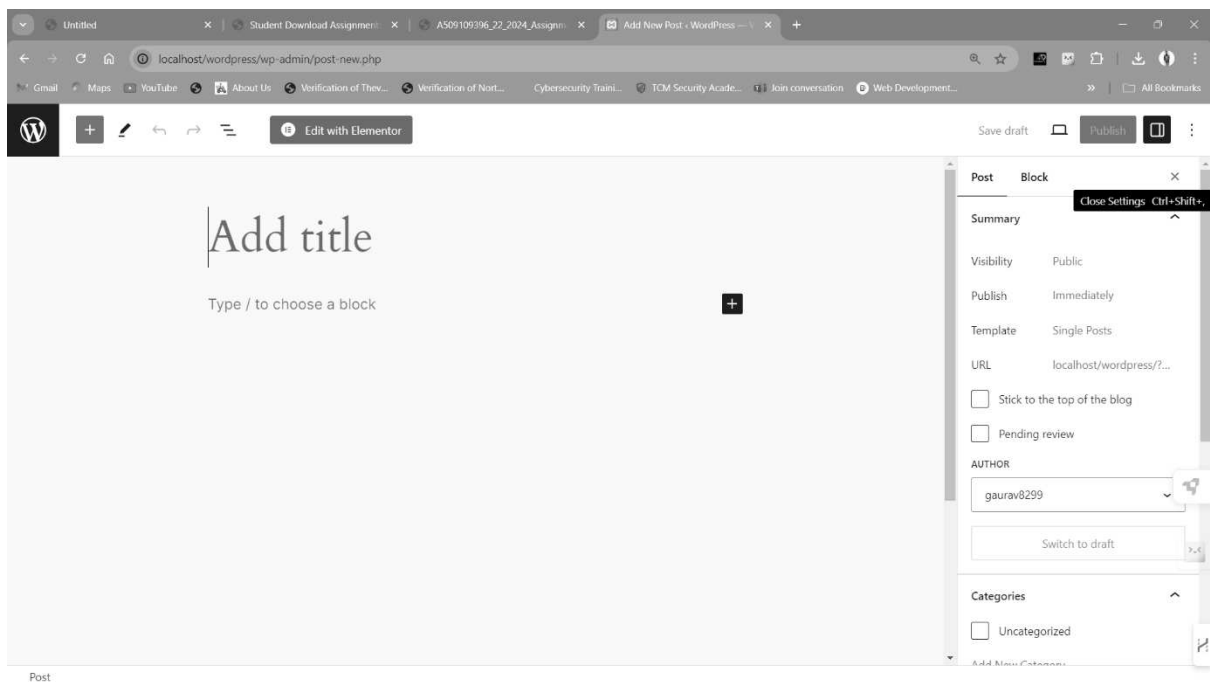 Untitled
Student Download Assignment
A509109396_22_2024_Assignm
Add New Post ‹ WordPress —
localhost/wordpress/wp-admin/post-new.php
Gmail
Maps
YouTube
About Us
Verification of Thev...
Verification of Nort...
Cybersecurity Traini...
TCM Security Acade...
Join conversation
Web Development...
»
All Bookmarks
Edit with Elementor
Save draft
Publish
Post Block
Close Settings Ctrl+Shift+,
Add title
Type / to choose a block
Summary
Visibility Public
Publish Immediately
Template Single Posts
URL localhost/wordpress/?...
Stick to the top of the blog
Pending review
AUTHOR
gaurav8299
Switch to draft
Categories
Uncategorized
Add New Category
Post